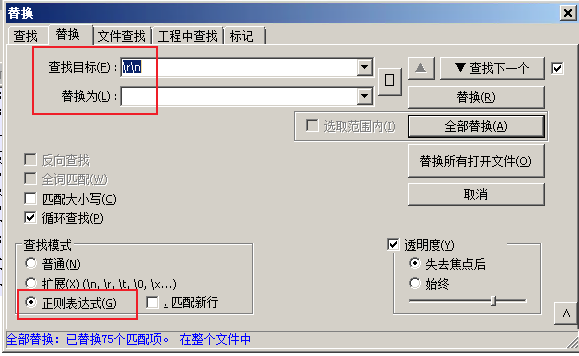 替换
查找 替换 文件查找 工程中查找 标记
查找目标(F): \r\n ▼ ▲ ▼查找下一个
替换为(L): 替换(R)
选取范围内(I) 全部替换(A)
替换所有打开文件(O)
取消
反向查找
全词匹配(W)
匹配大小写(C)
循环查找(P)
查找模式
普通(N)
扩展(X) (\n, \r, \t, \0, \x...)
正则表达式(G) . 匹配新行
透明度(Y)
失去焦点后
始终
全部替换: 已替换75个匹配项。 在整个文件中